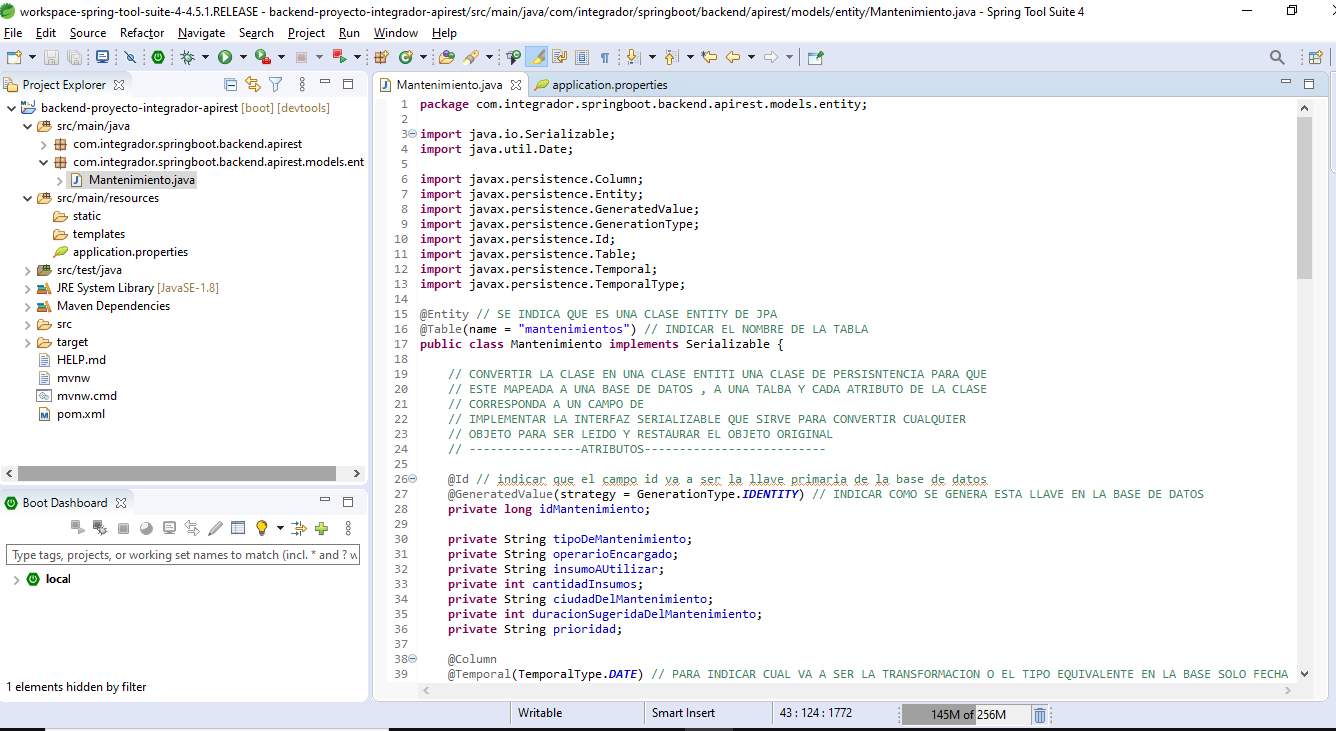 workspace-spring-tool-suite-4-4.5.1.RELEASE - backend-proyecto-integrador-apirest/src/main/java/com/integrador/springboot/backend/apirest/models/entity/Mantenimiento.java - Spring Tool Suite 4
File Edit Source Refactor Navigate Search Project Run Window Help
Project Explorer
backend-proyecto-integrador-apirest [boot] [devtools]
src/main/java
com.integrador.springboot.backend.apirest
com.integrador.springboot.backend.apirest.models.ent
Mantenimiento.java
src/main/resources
static
templates
application.properties
src/test/java
JRE System Library [JavaSE-1.8]
Maven Dependencies
src
target
HELP.md
mvnw
mvnw.cmd
pom.xml
Boot Dashboard
Type tags, projects, or working set names to match (incl. * and ? w
local
1 elements hidden by filter
Mantenimiento.java application.properties
1 package com.integrador.springboot.backend.apirest.models.entity;
2
3 import java.io.Serializable;
4 import java.util.Date;
5
6 import javax.persistence.Column;
7 import javax.persistence.Entity;
8 import javax.persistence.GeneratedValue;
9 import javax.persistence.GenerationType;
10 import javax.persistence.Id;
11 import javax.persistence.Table;
12 import javax.persistence.Temporal;
13 import javax.persistence.TemporalType;
14
15 @Entity // SE INDICA QUE ES UNA CLASE ENTITY DE JPA
16 @Table(name = "mantenimientos") // INDICAR EL NOMBRE DE LA TABLA
17 public class Mantenimiento implements Serializable {
18
19 // CONVERTIR LA CLASE EN UNA CLASE ENTITI UNA CLASE DE PERSISNTENCIA PARA QUE
20 // ESTE MAPEADA A UNA BASE DE DATOS , A UNA TALBA Y CADA ATRIBUTO DE LA CLASE
21 // CORRESPONDA A UN CAMPO DE
22 // IMPLEMENTAR LA INTERFAZ SERIALIZABLE QUE SIRVE PARA CONVERTIR CUALQUIER
23 // OBJETO PARA SER LEIDO Y RESTAURAR EL OBJETO ORIGINAL
24 // ----------------ATRIBUTOS--------------------------
25
26 @Id // indicar que el campo id va a ser la llave primaria de la base de datos
27 @GeneratedValue(strategy = GenerationType.IDENTITY) // INDICAR COMO SE GENERA ESTA LLAVE EN LA BASE DE DATOS
28 private long idMantenimiento;
29
30 private String tipoDeMantenimiento;
31 private String operarioEncargado;
32 private String insumoAUtilizar;
33 private int cantidadInsumos;
34 private String ciudadDelMantenimiento;
35 private int duracionSugeridaDelMantenimiento;
36 private String prioridad;
37
38 @Column
39 @Temporal(TemporalType.DATE) // PARA INDICAR CUAL VA A SER LA TRANSFORMACION O EL TIPO EQUIVALENTE EN LA BASE SOLO FECHA
Writable Smart Insert 43 : 124 : 1772 145M of 256M